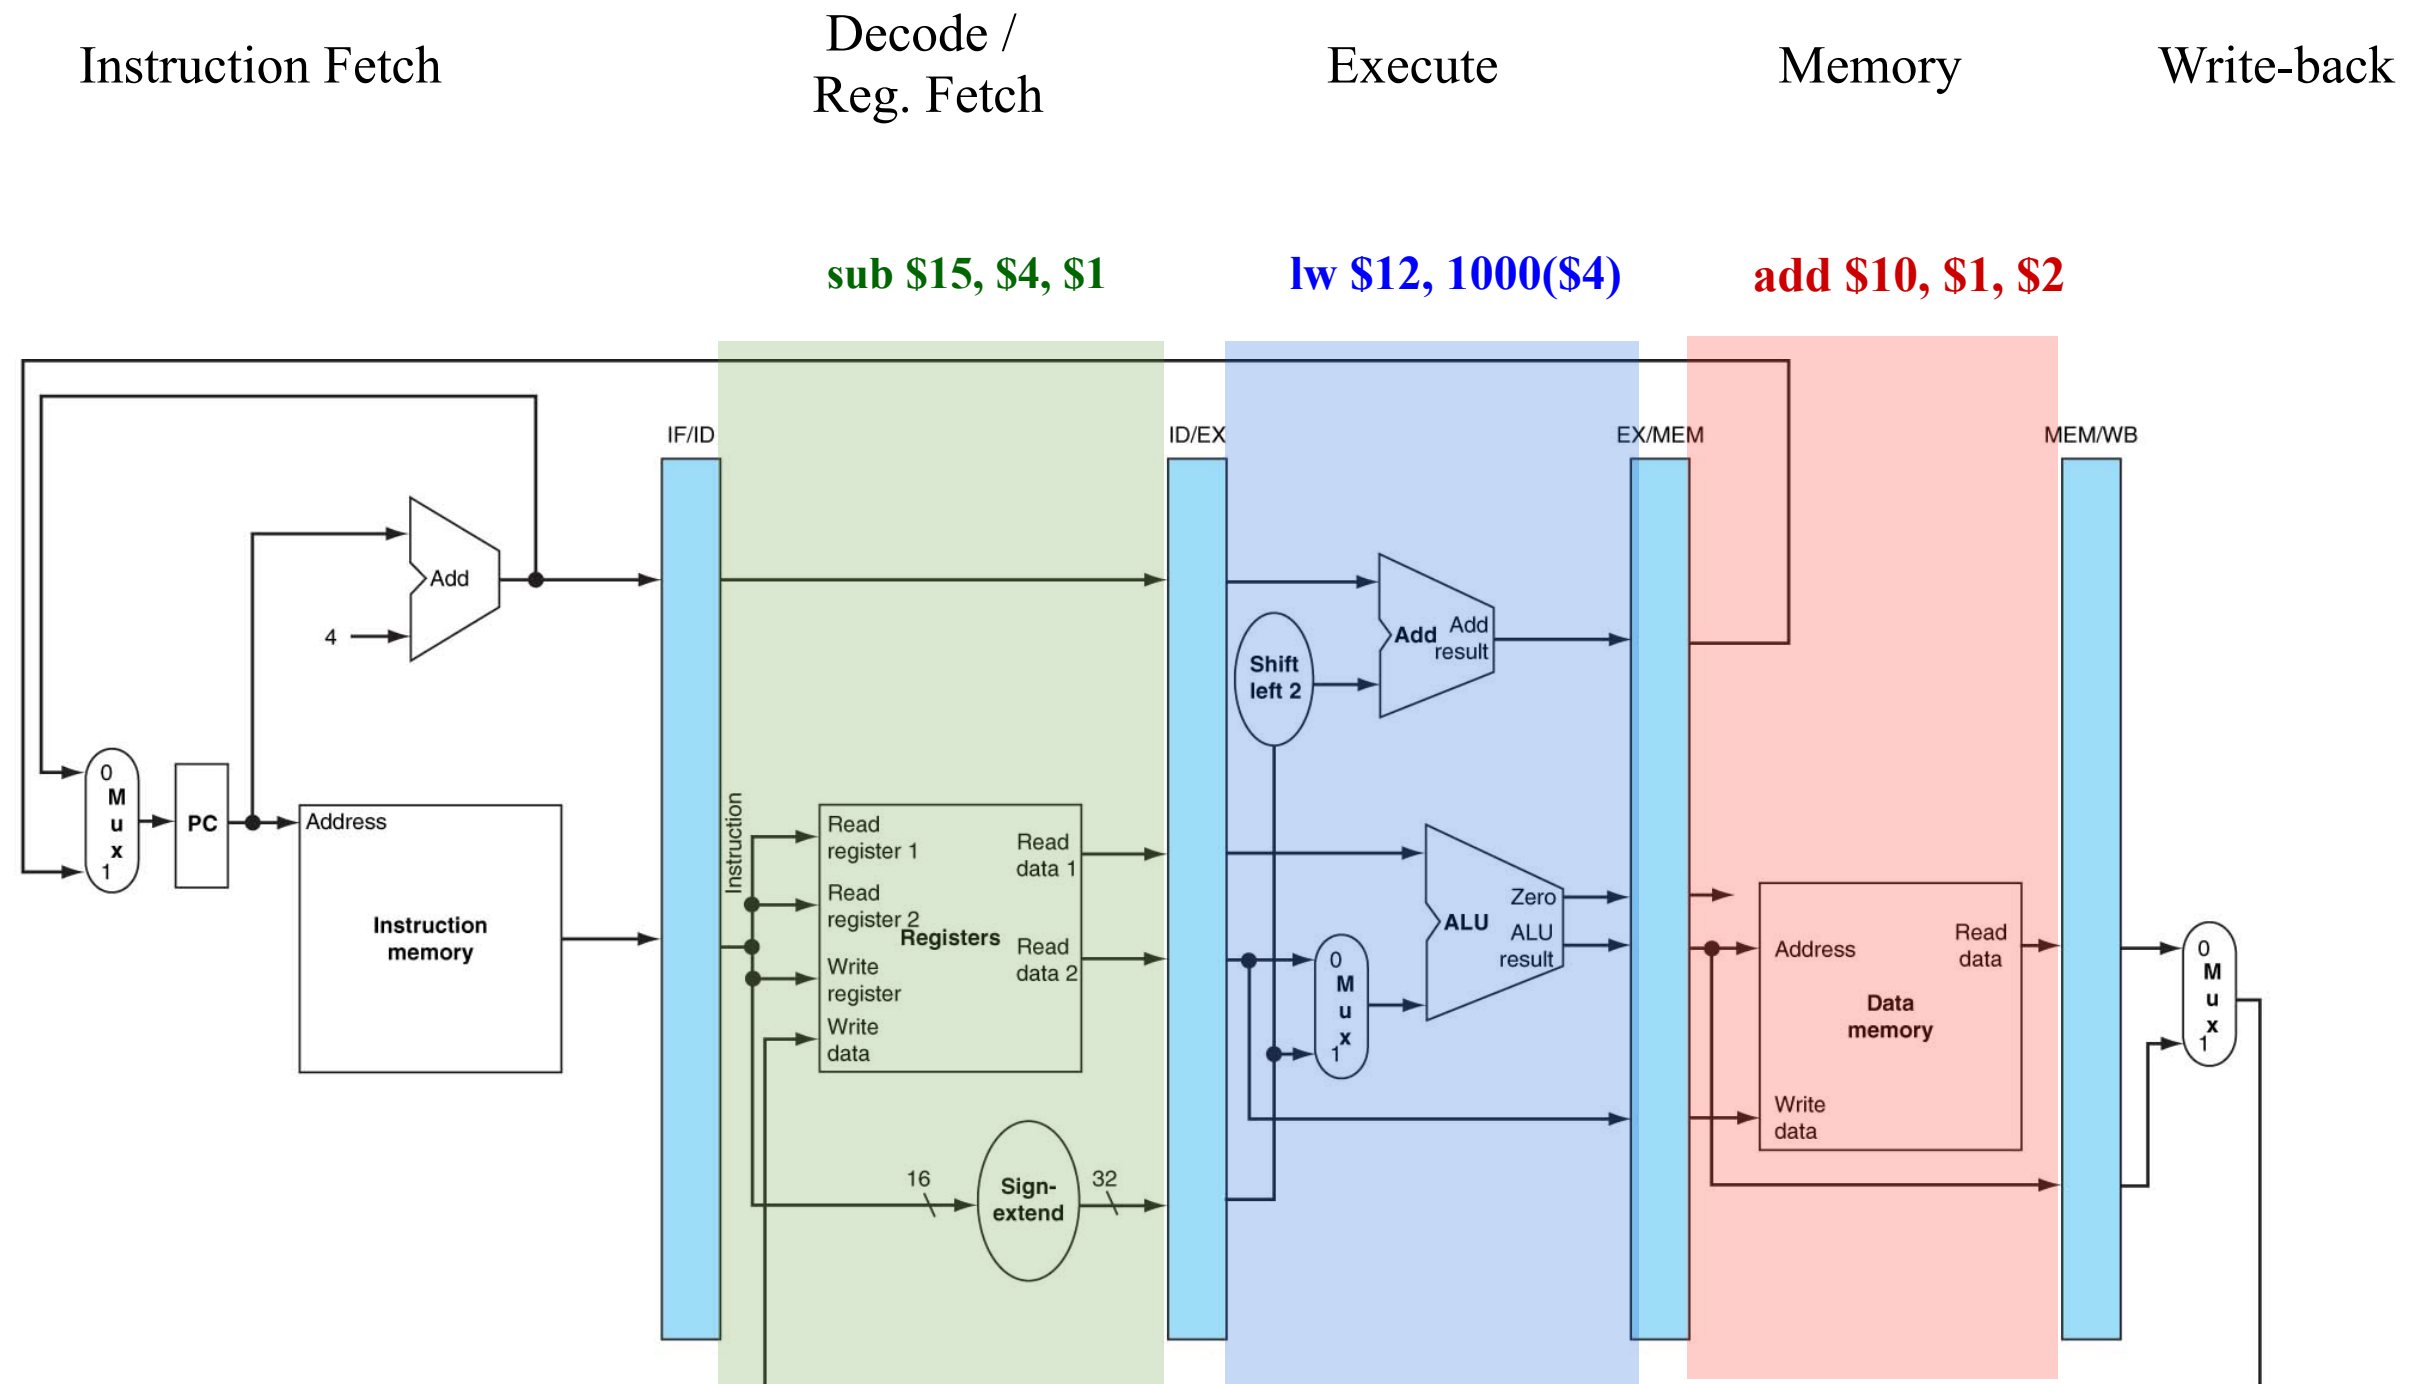 Instruction Fetch
Decode /
Reg. Fetch
Execute
Memory
Write-back
sub $15, $4, $1
lw $12, 1000($4)
add $10, $1, $2
IF/ID
ID/EX
EX/MEM
MEM/WB
Add
4
Add
Add
result
Shift
left 2
0
M
u
x
1
PC
Address
Instruction
memory
Instruction
Read
register 1
Read
register 2
Write
register
Write
data
Registers
Read
data 1
Read
data 2
16
Sign-
extend
32
0
M
u
x
1
ALU
Zero
ALU
result
Address
Read
data
Data
memory
Write
data
0
M
u
x
1